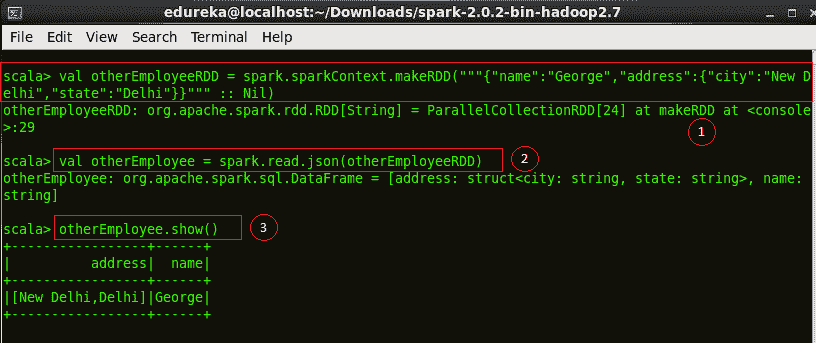 edureka@localhost:~/Downloads/spark-2.0.2-bin-hadoop2.7
File Edit View Search Terminal Help
scala> val otherEmployeeRDD = spark.sparkContext.makeRDD("""{"name":"George","address":{"city":"New D
elhi","state":"Delhi"}}""" :: Nil)
otherEmployeeRDD: org.apache.spark.rdd.RDD[String] = ParallelCollectionRDD[24] at makeRDD at <console
>:29
1
scala> val otherEmployee = spark.read.json(otherEmployeeRDD)
2
otherEmployee: org.apache.spark.sql.DataFrame = [address: struct<city: string, state: string>, name:
string]
scala> otherEmployee.show()
3
+-----------------+------+
|          address|  name|
+-----------------+------+
|[New Delhi,Delhi]|George|
+-----------------+------+